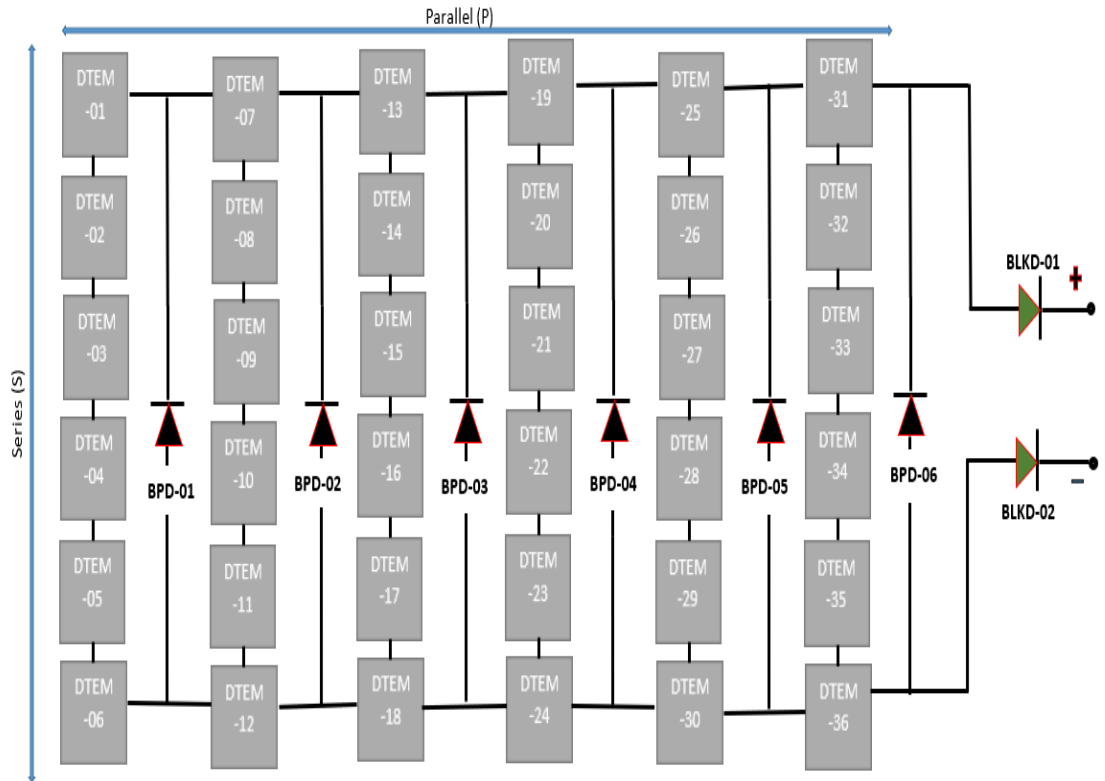 Parallel (P)
Series (S)
DTEM
-01
DTEM
-02
DTEM
-03
DTEM
-04
DTEM
-05
DTEM
-06
BPD-01
DTEM
-07
DTEM
-08
DTEM
-09
DTEM
-10
DTEM
-11
DTEM
-12
BPD-02
DTEM
-13
DTEM
-14
DTEM
-15
DTEM
-16
DTEM
-17
DTEM
-18
BPD-03
DTEM
-19
DTEM
-20
DTEM
-21
DTEM
-22
DTEM
-23
DTEM
-24
BPD-04
DTEM
-25
DTEM
-26
DTEM
-27
DTEM
-28
DTEM
-29
DTEM
-30
BPD-05
DTEM
-31
DTEM
-32
DTEM
-33
DTEM
-34
DTEM
-35
DTEM
-36
BPD-06
BLKD-01
+
BLKD-02
-